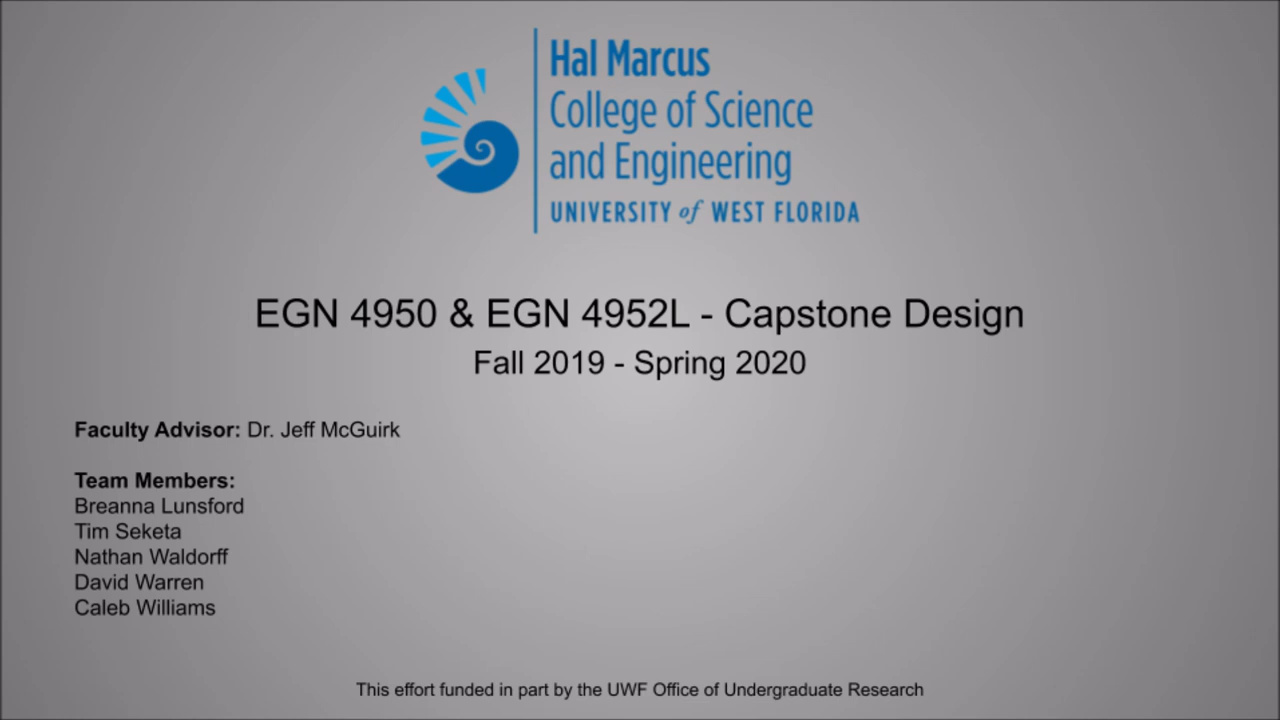 Hal Marcus
College of Science
and Engineering
UNIVERSITY of WEST FLORIDA
EGN 4950 & EGN 4952L - Capstone Design
Fall 2019 - Spring 2020
Faculty Advisor: Dr. Jeff McGuirk
Team Members:
Breanna Lunsford
Tim Seketa
Nathan Waldorff
David Warren
Caleb Williams
This effort funded in part by the UWF Office of Undergraduate Research